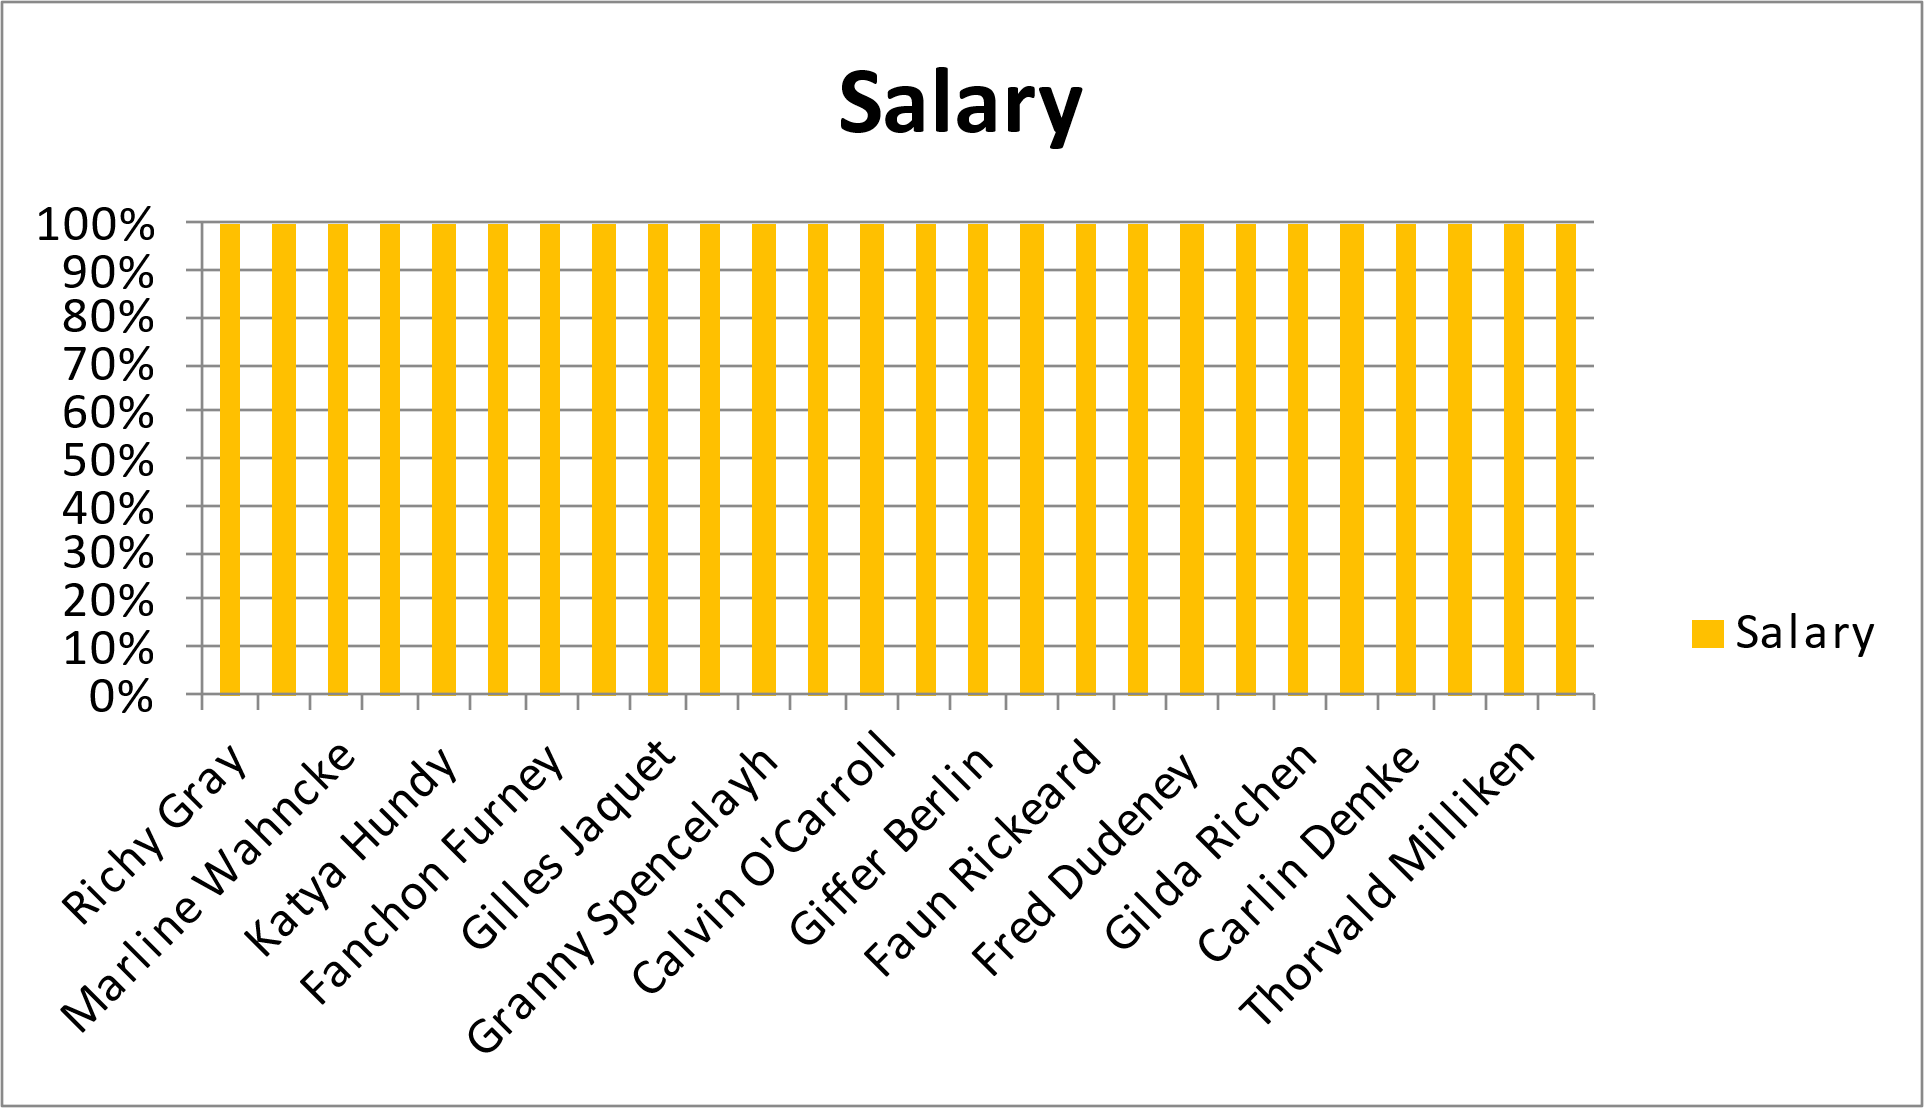 Salary
100%
90%
80%
70%
60%
50%
40%
30%
20%
10%
0%
Richy Gray
Marline Wahncke
Katya Hundy
Fanchon Furney
Gilles Jaquet
Granny Spencelayh
Calvin O'Carroll
Giffer Berlin
Faun Rickeard
Fred Dudeney
Gilda Richen
Carlin Demke
Thorvald Milliken
Salary